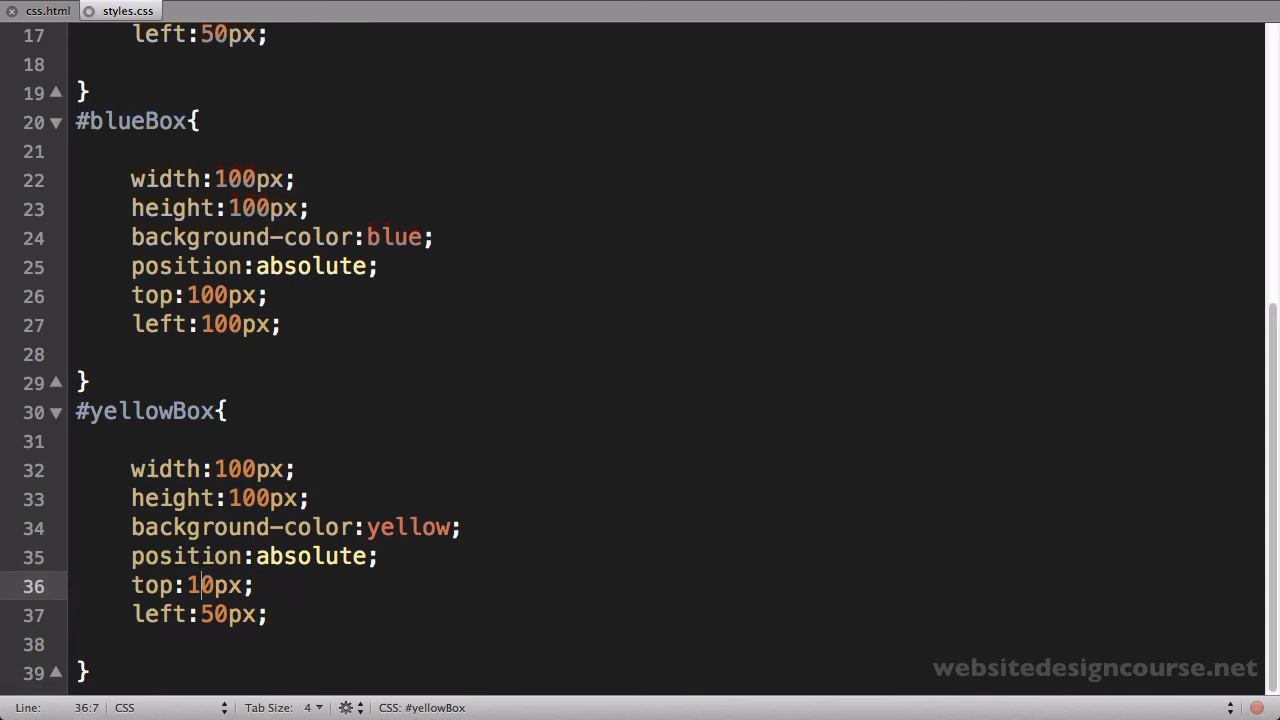 css.html
styles.css
17 left:50px;
18
19 }
20 #blueBox{
21
22 width:100px;
23 height:100px;
24 background-color:blue;
25 position:absolute;
26 top:100px;
27 left:100px;
28
29 }
30 #yellowBox{
31
32 width:100px;
33 height:100px;
34 background-color:yellow;
35 position:absolute;
36 top:10px;
37 left:50px;
38
39 }
websitedesigncourse.net
Line: 36:7 CSS Tab Size: 4 CSS: #yellowBox